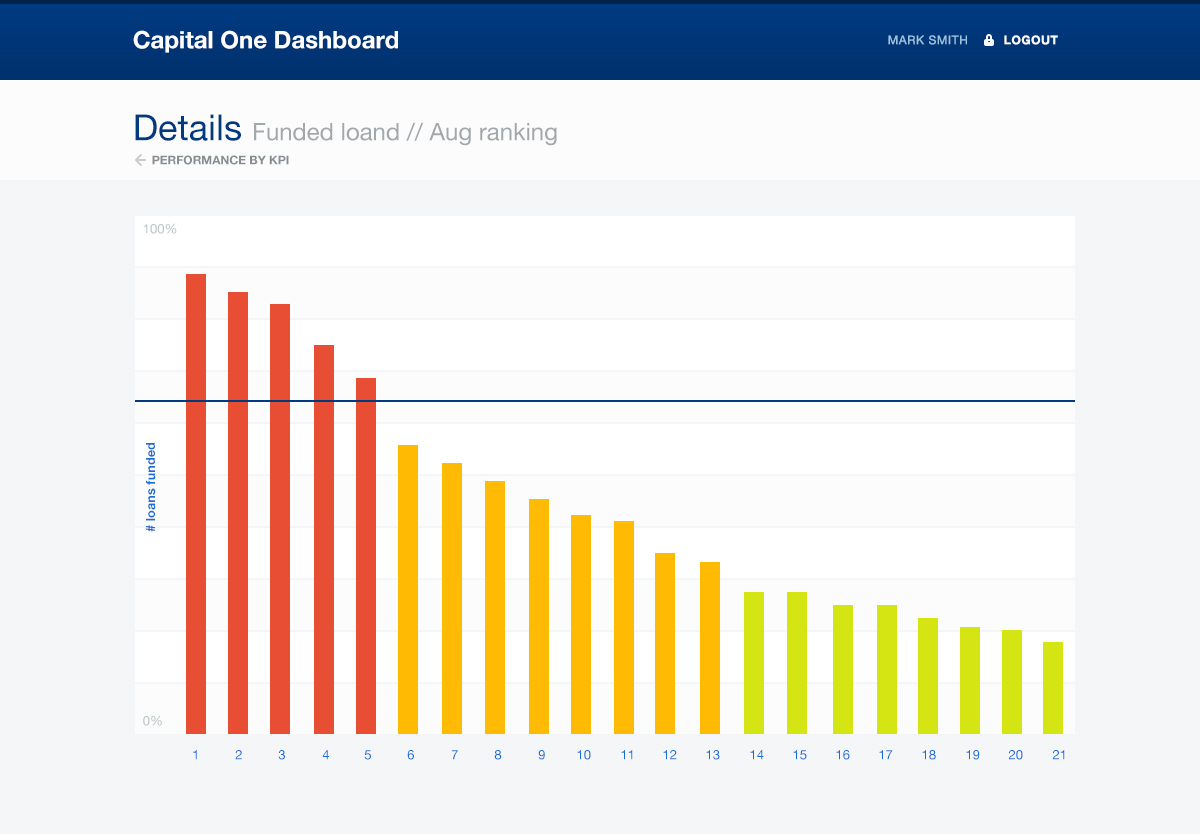 Capital One Dashboard
MARK SMITH LOGOUT
Details Funded loand // Aug ranking
PERFORMANCE BY KPI
100%
# loans funded
0%
1 2 3 4 5 6 7 8 9 10 11 12 13 14 15 16 17 18 19 20 21